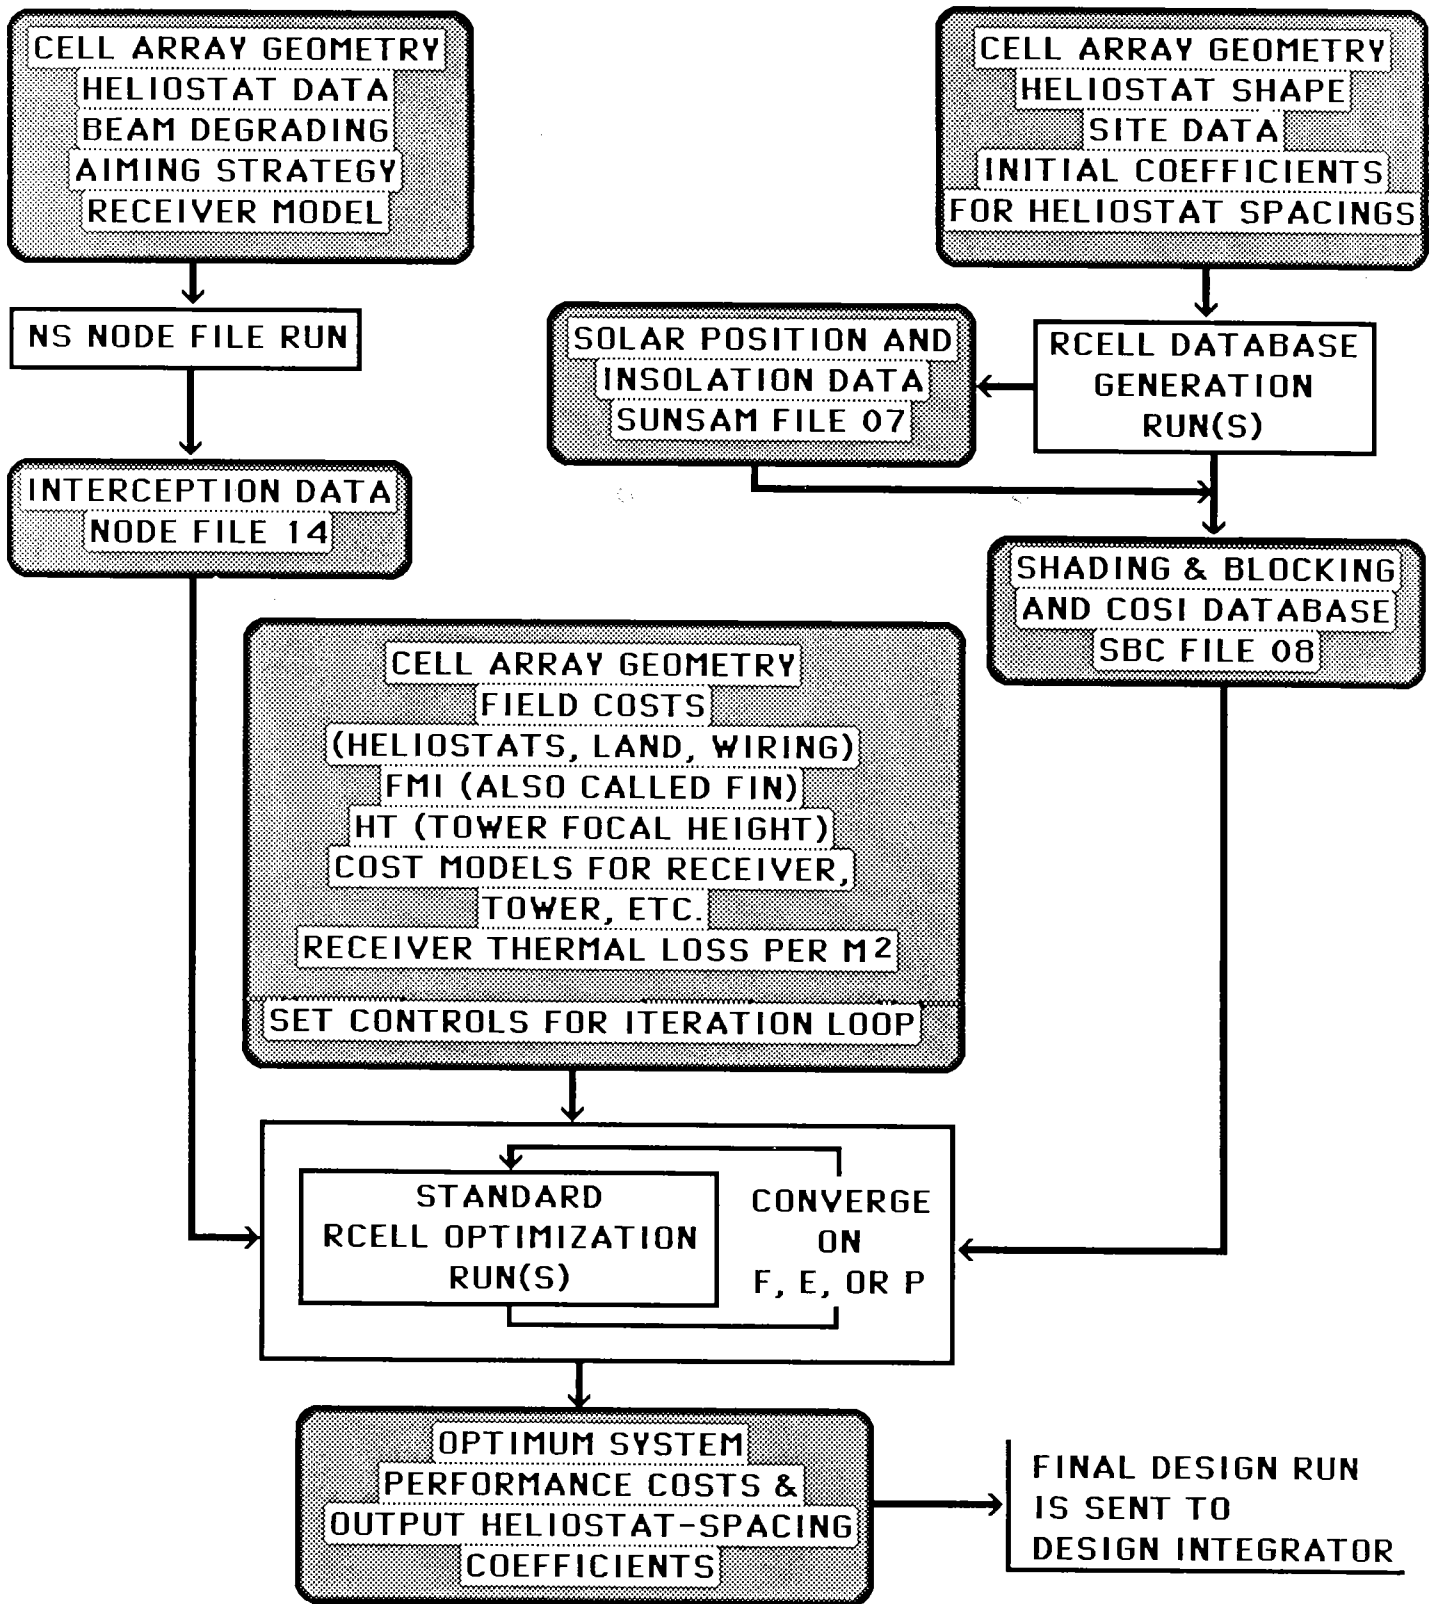 CELL ARRAY GEOMETRY
HELIOSTAT DATA
BEAM DEGRADING
AIMING STRATEGY
RECEIVER MODEL
CELL ARRAY GEOMETRY
HELIOSTAT SHAPE
SITE DATA
INITIAL COEFFICIENTS
FOR HELIOSTAT SPACINGS
NS NODE FILE RUN
SOLAR POSITION AND
INSOLATION DATA
SUNSAM FILE 07
RCELL DATABASE
GENERATION
RUN(S)
INTERCEPTION DATA
NODE FILE 14
SHADING & BLOCKING
AND COSI DATABASE
SBC FILE 08
CELL ARRAY GEOMETRY
FIELD COSTS
(HELIOSTATS, LAND, WIRING)
FMI (ALSO CALLED FIN)
HT (TOWER FOCAL HEIGHT)
COST MODELS FOR RECEIVER,
TOWER, ETC.
RECEIVER THERMAL LOSS PER M²
SET CONTROLS FOR ITERATION LOOP
STANDARD
RCELL OPTIMIZATION
RUN(S)
CONVERGE
ON
F, E, OR P
OPTIMUM SYSTEM
PERFORMANCE COSTS &
OUTPUT HELIOSTAT-SPACING
COEFFICIENTS
FINAL DESIGN RUN
IS SENT TO
DESIGN INTEGRATOR